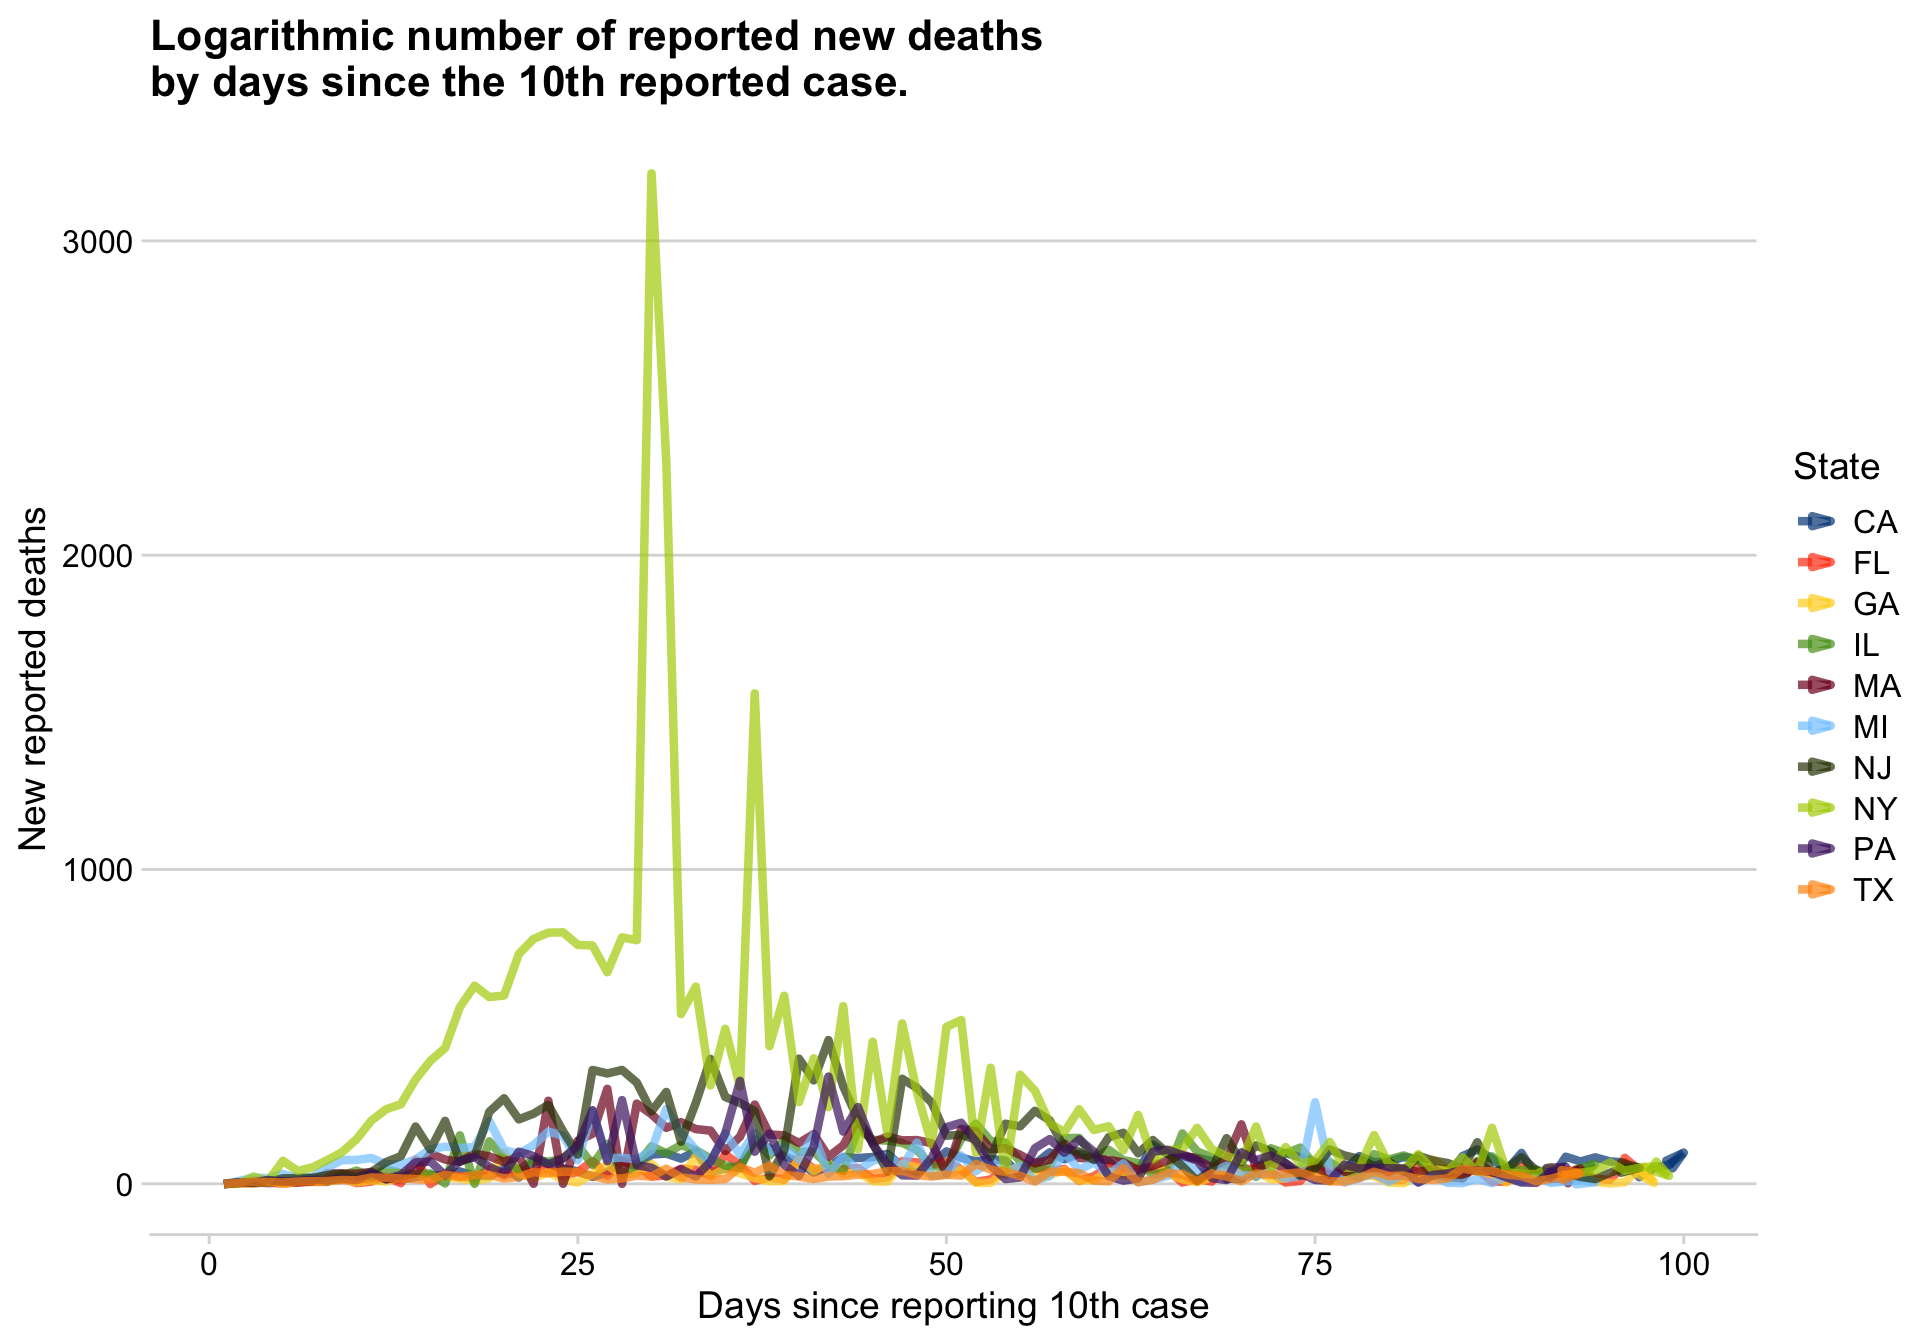 Logarithmic number of reported new deaths
by days since the 10th reported case.
3000
2000
1000
0
New reported deaths
0 25 50 75 100
Days since reporting 10th case
State
CA
FL
GA
IL
MA
MI
NJ
NY
PA
TX